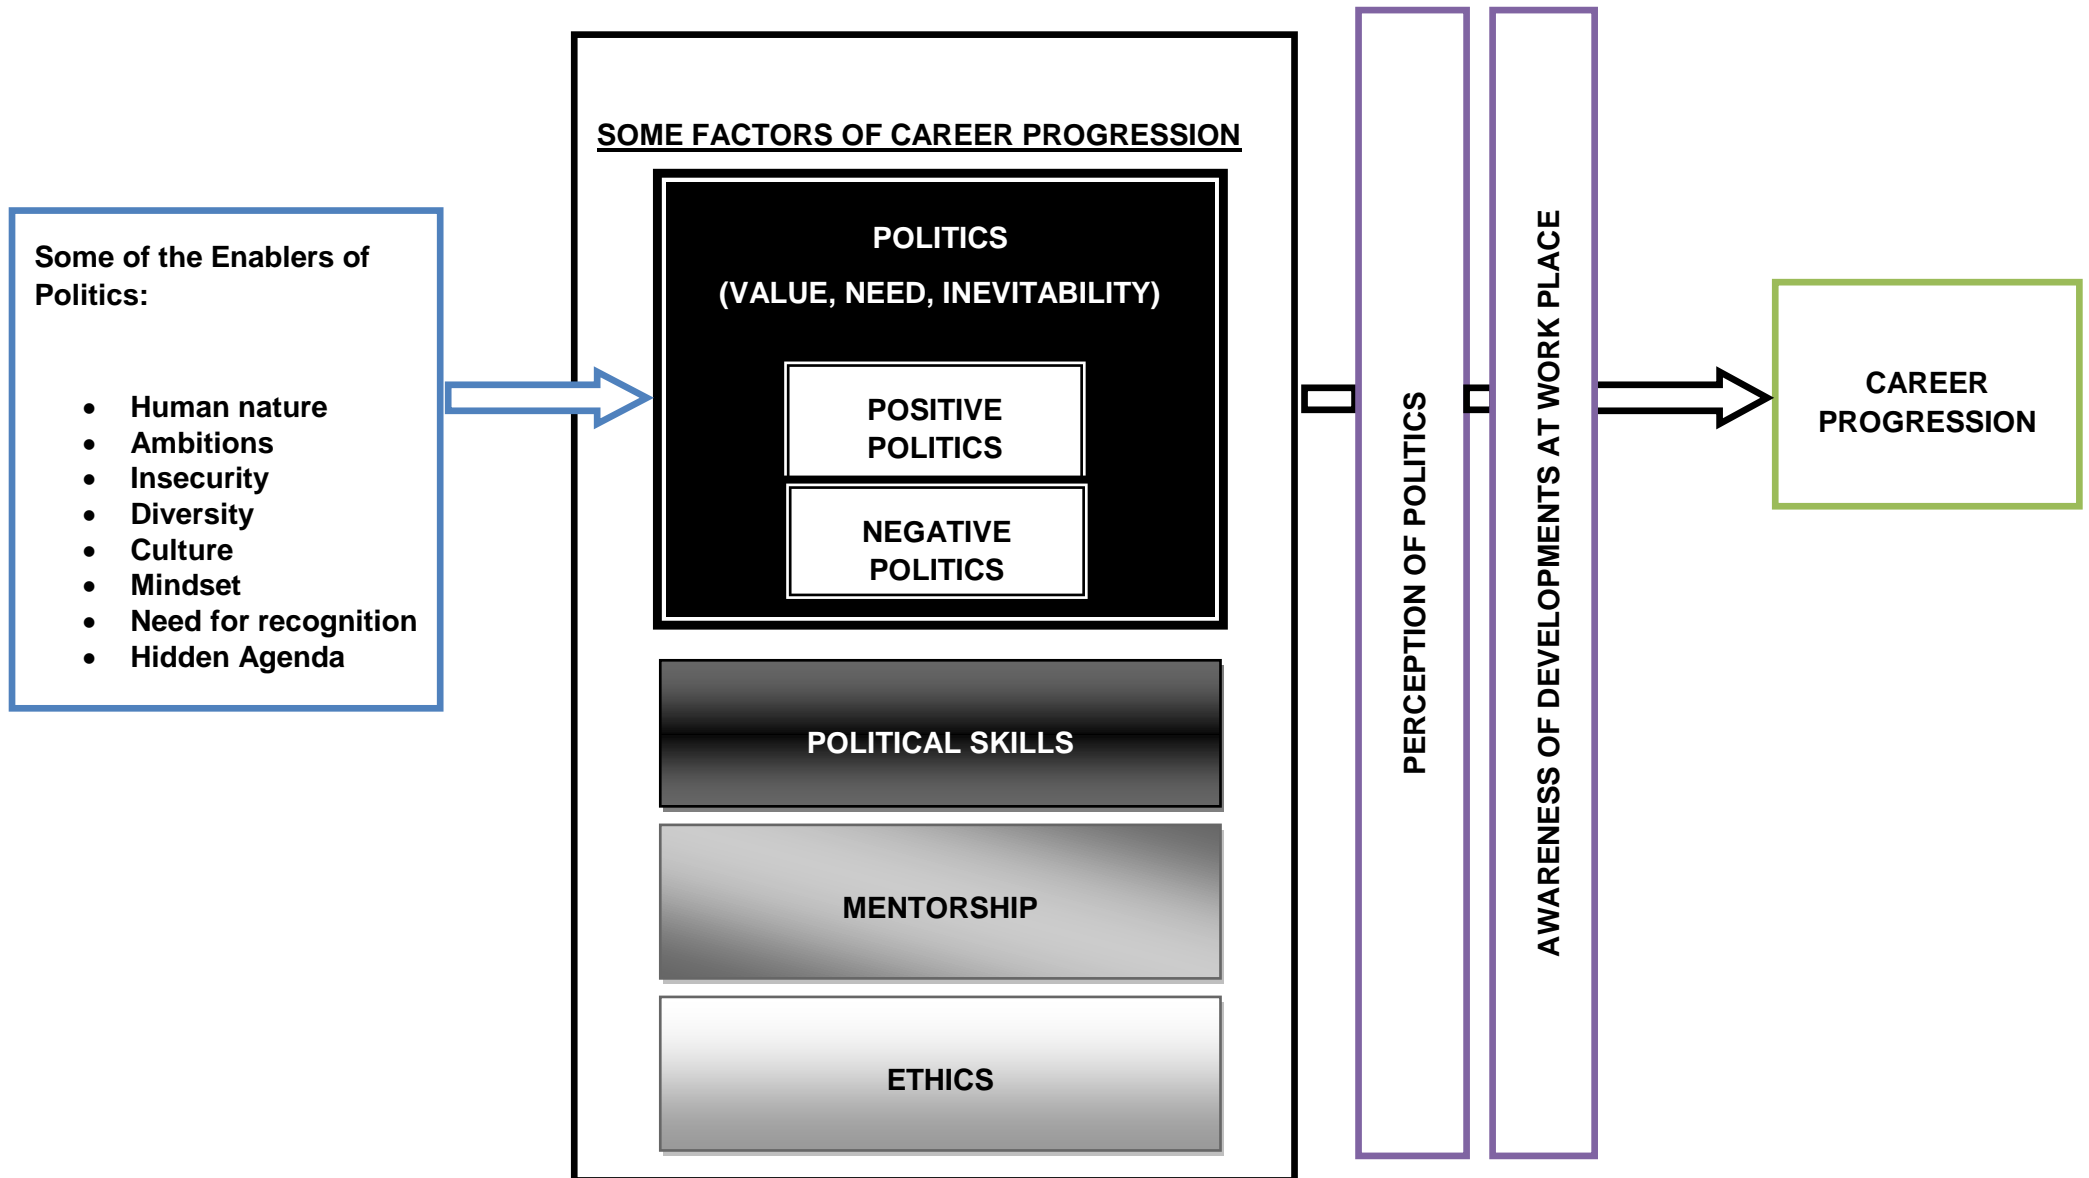 Some of the Enablers of
Politics:
• Human nature
• Ambitions
• Insecurity
• Diversity
• Culture
• Mindset
• Need for recognition
• Hidden Agenda
SOME FACTORS OF CAREER PROGRESSION
POLITICS
(VALUE, NEED, INEVITABILITY)
POSITIVE
POLITICS
NEGATIVE
POLITICS
POLITICAL SKILLS
MENTORSHIP
ETHICS
PERCEPTION OF POLITICS
AWARENESS OF DEVELOPMENTS AT WORK PLACE
CAREER
PROGRESSION